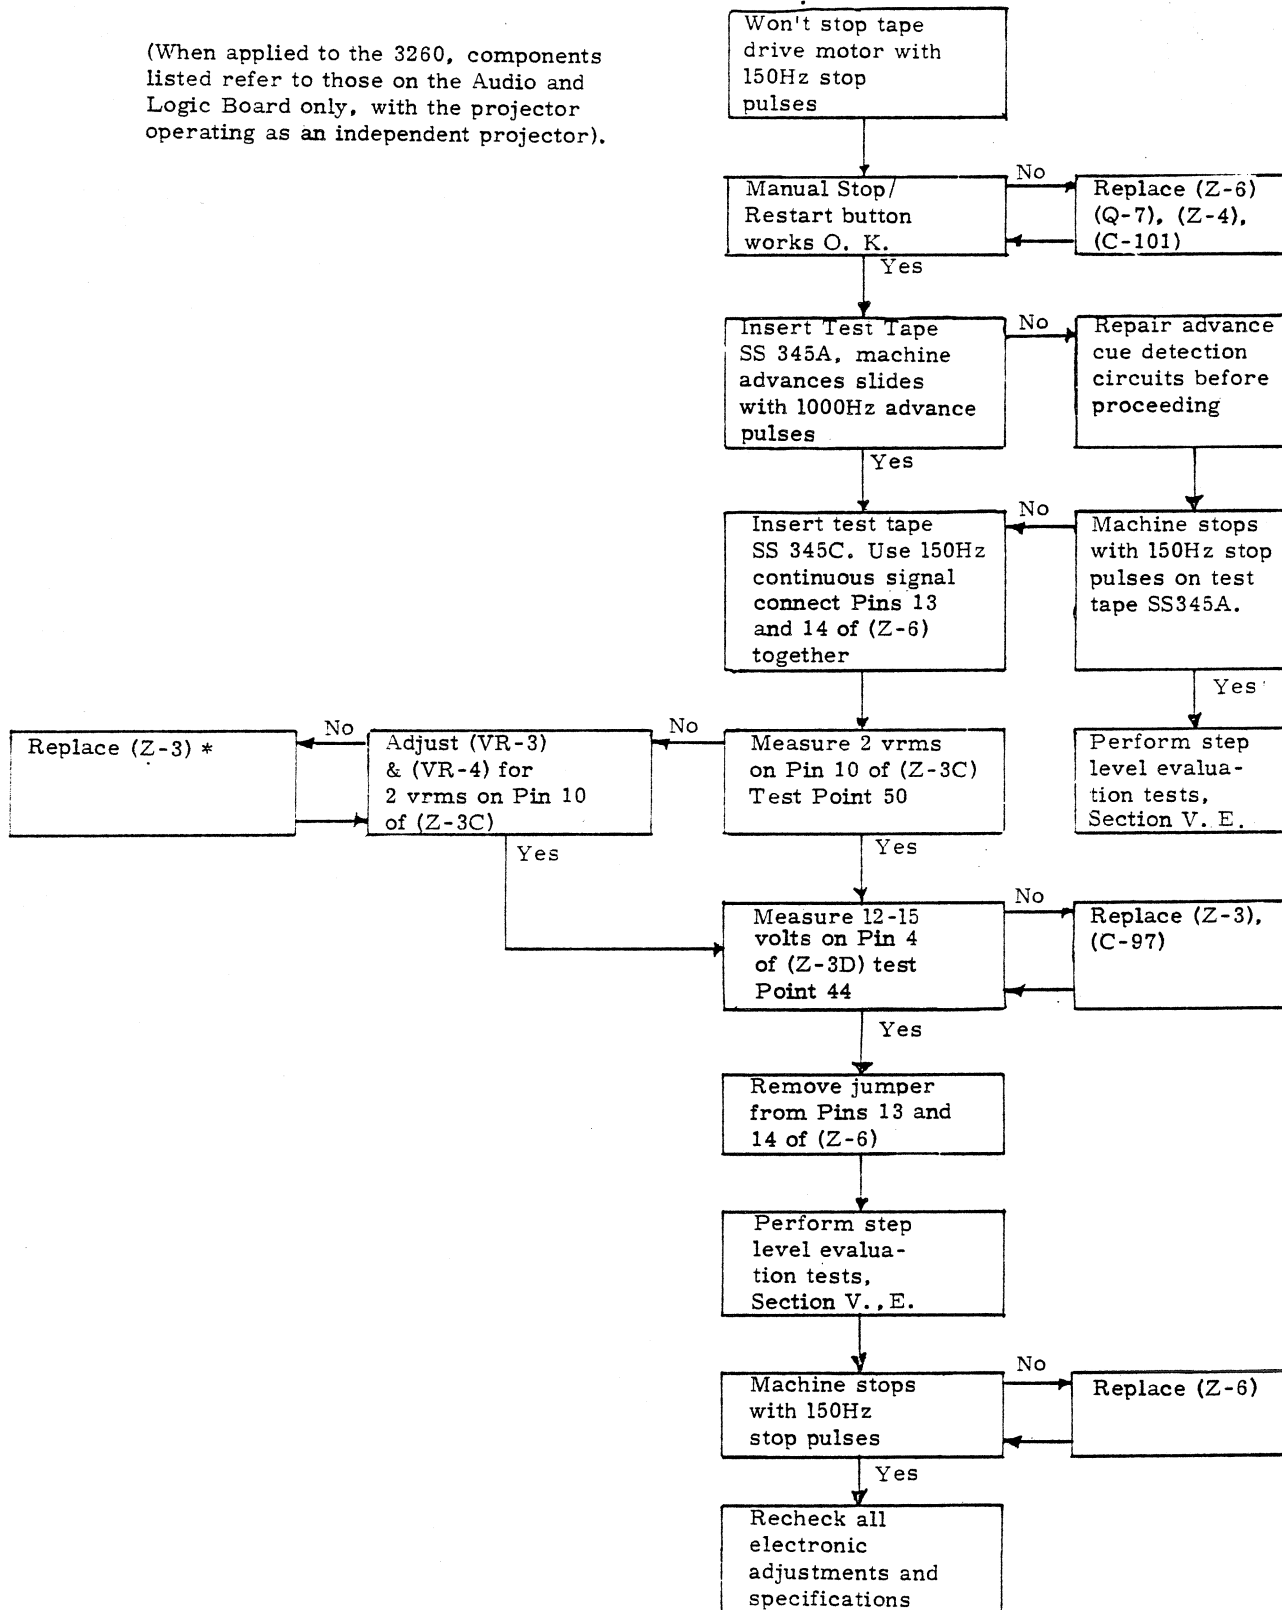 (When applied to the 3260, components
listed refer to those on the Audio and
Logic Board only, with the projector
operating as an independent projector).
Won't stop tape
drive motor with
150Hz stop
pulses
Manual Stop/
Restart button
works O. K.
No
Replace (Z-6)
(Q-7), (Z-4),
(C-101)
Yes
Insert Test Tape
SS 345A, machine
advances slides
with 1000Hz advance
pulses
No
Repair advance
cue detection
circuits before
proceeding
Yes
Insert test tape
SS 345C. Use 150Hz
continuous signal
connect Pins 13
and 14 of (Z-6)
together
No
Machine stops
with 150Hz stop
pulses on test
tape SS345A.
Yes
Perform step
level evalua-
tion tests,
Section V. E.
Measure 2 vrms
on Pin 10 of (Z-3C)
Test Point 50
No
Adjust (VR-3)
& (VR-4) for
2 vrms on Pin 10
of (Z-3C)
No
Replace (Z-3) *
Yes
Yes
Measure 12-15
volts on Pin 4
of (Z-3D) test
Point 44
No
Replace (Z-3),
(C-97)
Yes
Remove jumper
from Pins 13 and
14 of (Z-6)
Perform step
level evalua-
tion tests,
Section V., E.
Machine stops
with 150Hz
stop pulses
No
Replace (Z-6)
Yes
Recheck all
electronic
adjustments and
specifications